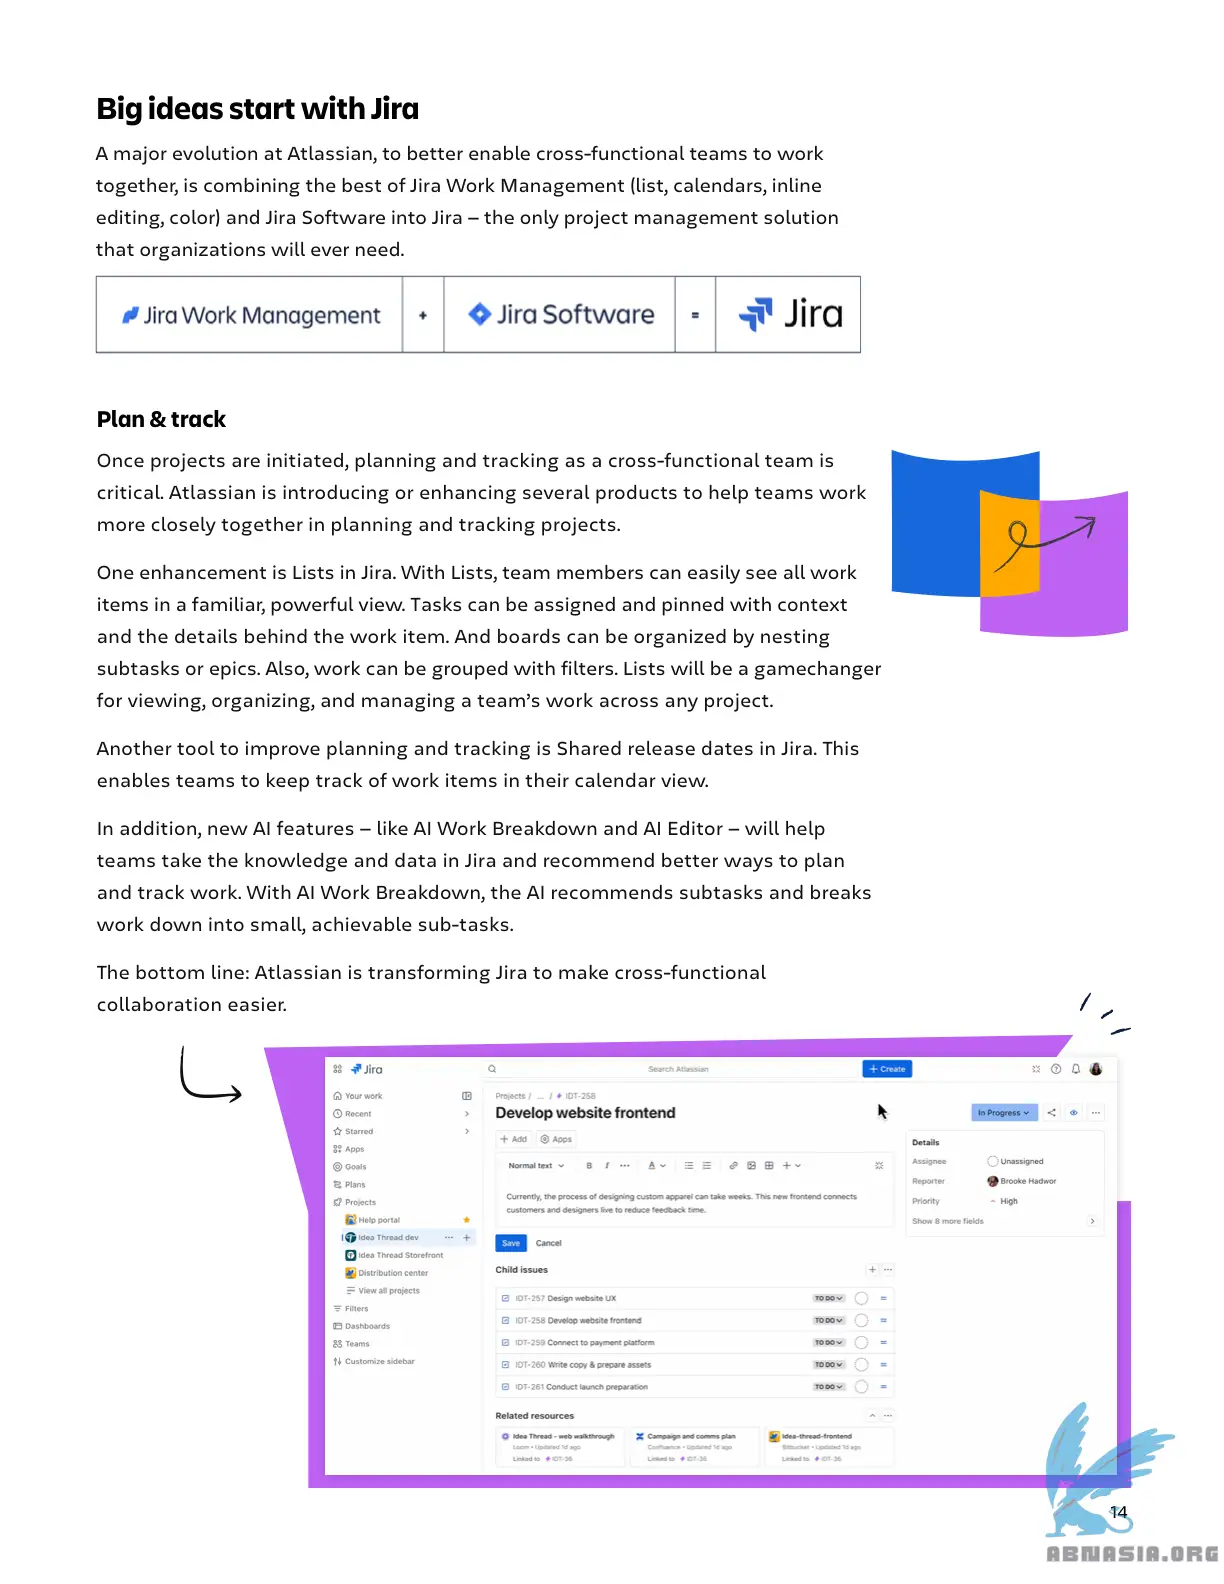 Big ideas start with Jira
A major evolution at Atlassian, to better enable cross-functional teams to work
together, is combining the best of Jira Work Management (list, calendars, inline
editing, color) and Jira Software into Jira – the only project management solution
that organizations will ever need.
Jira Work Management + Jira Software = Jira
Plan & track
Once projects are initiated, planning and tracking as a cross-functional team is
critical. Atlassian is introducing or enhancing several products to help teams work
more closely together in planning and tracking projects.
One enhancement is Lists in Jira. With Lists, team members can easily see all work
items in a familiar, powerful view. Tasks can be assigned and pinned with context
and the details behind the work item. And boards can be organized by nesting
subtasks or epics. Also, work can be grouped with filters. Lists will be a gamechanger
for viewing, organizing, and managing a team's work across any project.
Another tool to improve planning and tracking is Shared release dates in Jira. This
enables teams to keep track of work items in their calendar view.
In addition, new AI features – like AI Work Breakdown and AI Editor – will help
teams take the knowledge and data in Jira and recommend better ways to plan
and track work. With AI Work Breakdown, the AI recommends subtasks and breaks
work down into small, achievable sub-tasks.
The bottom line: Atlassian is transforming Jira to make cross-functional
collaboration easier.
Jira
Search Atlassian
+ Create
Your work
Recent
Starred
Apps
Goals
Plans
Projects
Help portal
Idea Thread dev
Idea Thread Storefront
Distribution center
View all projects
Filters
Dashboards
Teams
Customize sidebar
Projects / ... / IDT-258
Develop website frontend
+ Add Apps
Normal text B I ... A
Currently, the process of designing custom apparel can take weeks. This new frontend connects
customers and designers live to reduce feedback time.
Save Cancel
Child issues
IDT-257 Design website UX TO DO
IDT-258 Develop website frontend TO DO
IDT-259 Connect to payment platform TO DO
IDT-260 Write copy & prepare assets TO DO
IDT-261 Conduct launch preparation TO DO
Related resources
Idea Thread - web walkthrough
Loom • Updated 1d ago
Linked to IDT-36
Campaign and comms plan
Confluence • Updated 1d ago
Linked to IDT-36
idea-thread-frontend
Bitbucket • Updated 1d ago
Linked to IDT-36
In Progress
Details
Assignee Unassigned
Reporter Brooke Hadwor
Priority High
Show 8 more fields
14
ABNASIA.ORG